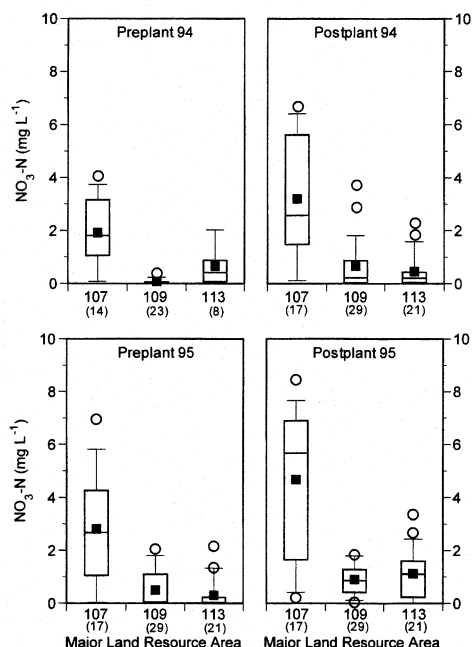 Preplant 94
Postplant 94
10
8
6
4
2
0
NO3-N (mg L-1)
10
8
6
4
2
0
107 109 113
(14) (23) (8)
107 109 113
(17) (29) (21)
Preplant 95
Postplant 95
10
8
6
4
2
0
NO3-N (mg L-1)
10
8
6
4
2
0
107 109 113
(17) (29) (21)
107 109 113
(17) (29) (21)
Major Land Resource Area
Major Land Resource Area